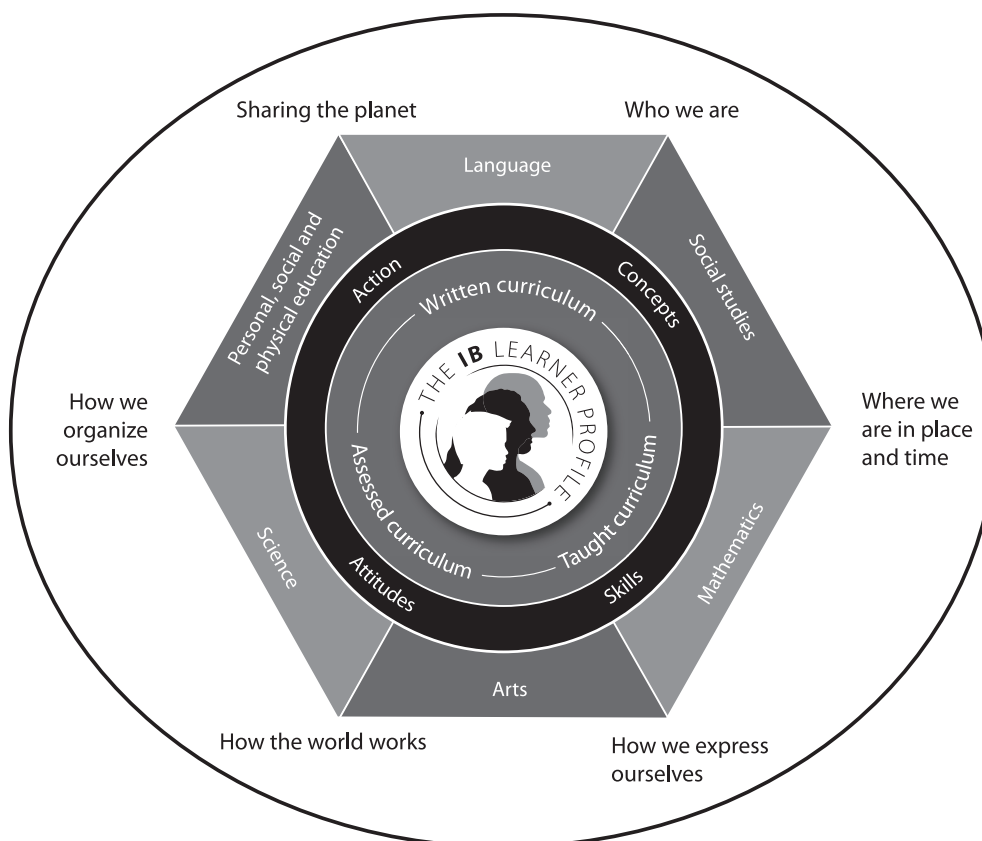 Sharing the planet
Who we are
Language
Personal, social and
physical education
Social studies
Action
Concepts
Written curriculum
THE IB LEARNER PROFILE
How we
organize
ourselves
Where we
are in place
and time
Assessed curriculum
Taught curriculum
Science
Mathematics
Attitudes
Skills
Arts
How the world works
How we express
ourselves